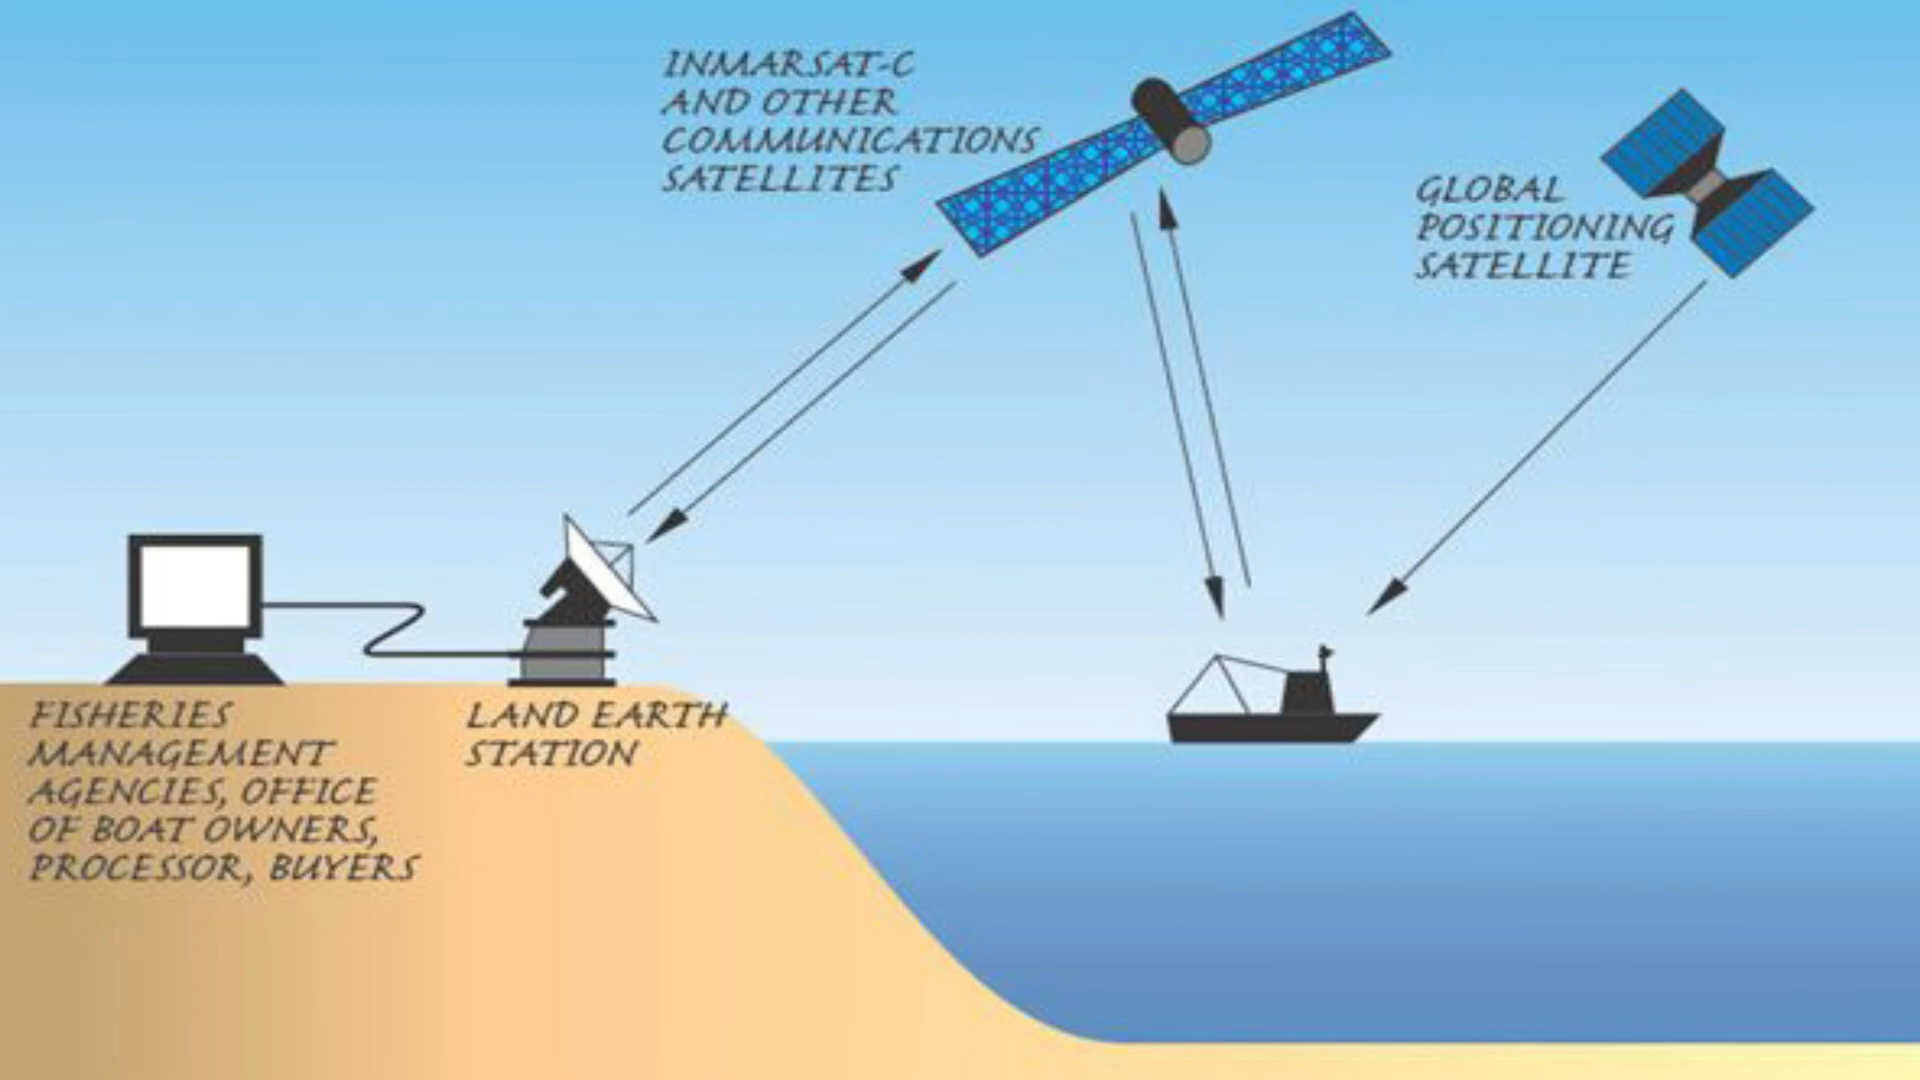 INMARSAT-C
AND OTHER
COMMUNICATIONS
SATELLITES
GLOBAL
POSITIONING
SATELLITE
FISHERIES
MANAGEMENT
AGENCIES, OFFICE
OF BOAT OWNERS,
PROCESSOR, BUYERS
LAND EARTH
STATION